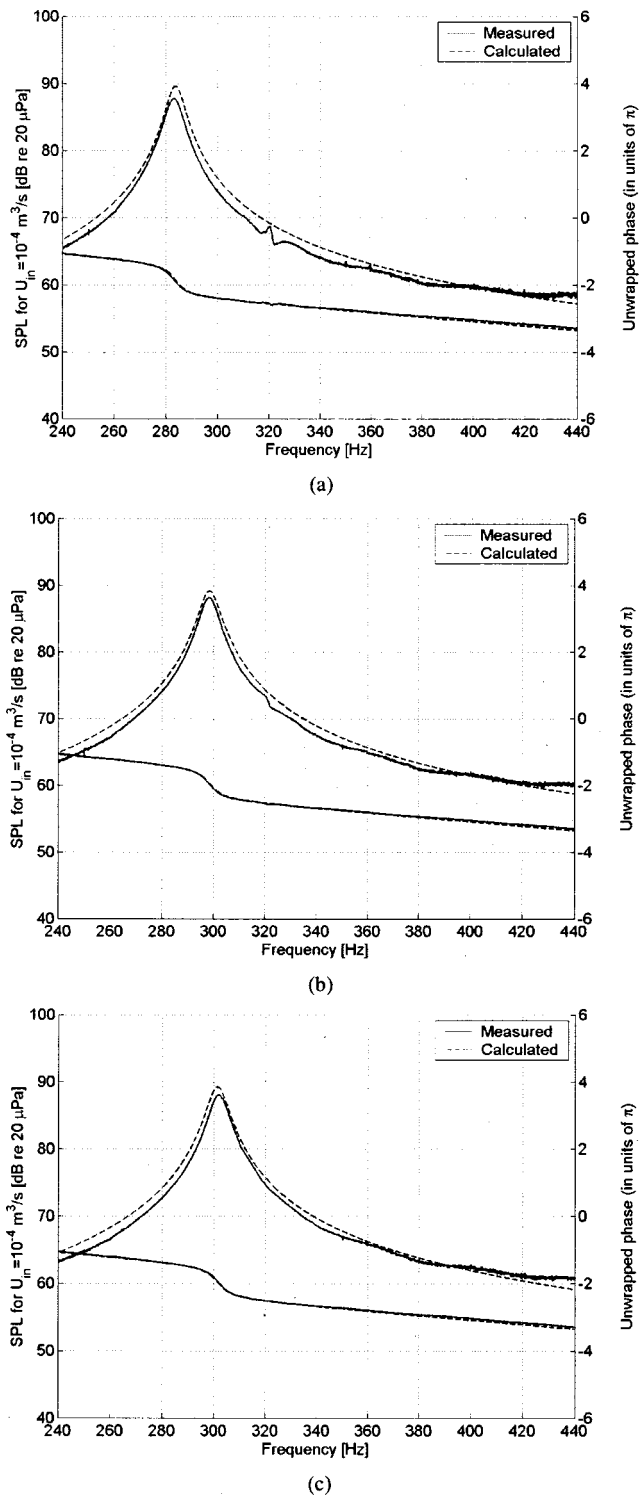 100
90
80
70
60
50
40
SPL for U_in=10^-4 m^3/s [dB re 20 μPa]
Measured
Calculated
6
4
2
0
-2
-4
-6
Unwrapped phase (in units of π)
240 260 280 300 320 340 360 380 400 420 440
Frequency [Hz]
(a)
100
90
80
70
60
50
40
SPL for U_in=10^-4 m^3/s [dB re 20 μPa]
Measured
Calculated
6
4
2
0
-2
-4
-6
Unwrapped phase (in units of π)
240 260 280 300 320 340 360 380 400 420 440
Frequency [Hz]
(b)
100
90
80
70
60
50
40
SPL for U_in=10^-4 m^3/s [dB re 20 μPa]
Measured
Calculated
6
4
2
0
-2
-4
-6
Unwrapped phase (in units of π)
240 260 280 300 320 340 360 380 400 420 440
Frequency [Hz]
(c)